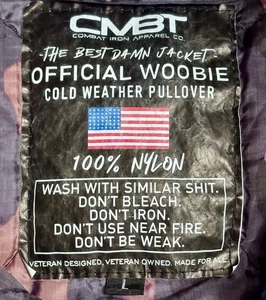 CMBT
COMBAT IRON APPAREL CO.
-THE BEST DAMN JACKET-
OFFICIAL WOOBIE
COLD WEATHER PULLOVER
100% NYLON
WASH WITH SIMILAR SHIT.
DON'T BLEACH.
DON'T IRON.
DON'T USE NEAR FIRE.
DON'T BE WEAK.
VETERAN DESIGNED, VETERAN OWNED, MADE FOR ALL
L